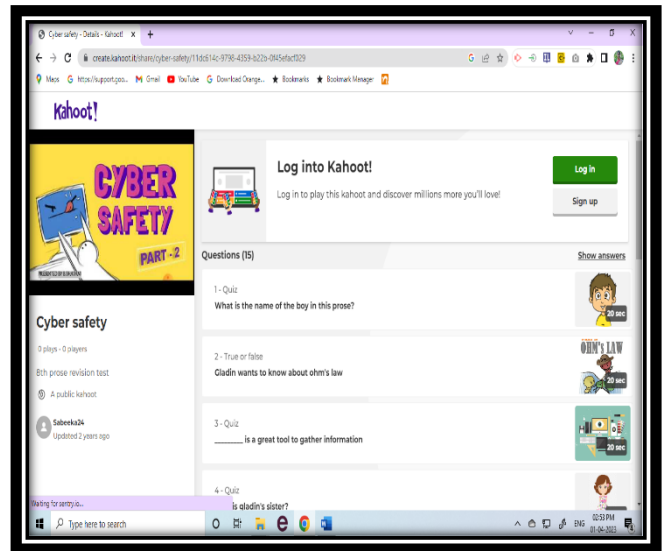 Cyber safety - Details - Kahoot!
create.kahoot.it/share/cyber-safety/11dc614c-9798-4359-b22b-0f45efacf029
Maps
https://support.goo...
Gmail
YouTube
Download Orange...
Bookmarks
Bookmark Manager
Kahoot!
CYBER
SAFETY
PART - 2
Log into Kahoot!
Log in to play this kahoot and discover millions more you'll love!
Log in
Sign up
Questions (15)
Show answers
1 - Quiz
What is the name of the boy in this prose?
20 sec
Cyber safety
0 plays · 0 players
8th prose revision test
A public kahoot
Sabeeka24
Updated 2 years ago
2 - True or false
Gladin wants to know about ohm's law
OHM'S LAW
20 sec
3 - Quiz
_______ is a great tool to gather information
20 sec
4 - Quiz
is gladin's sister?
Waiting for sentry.io...
Type here to search
ENG
02:53 PM
01-04-2023